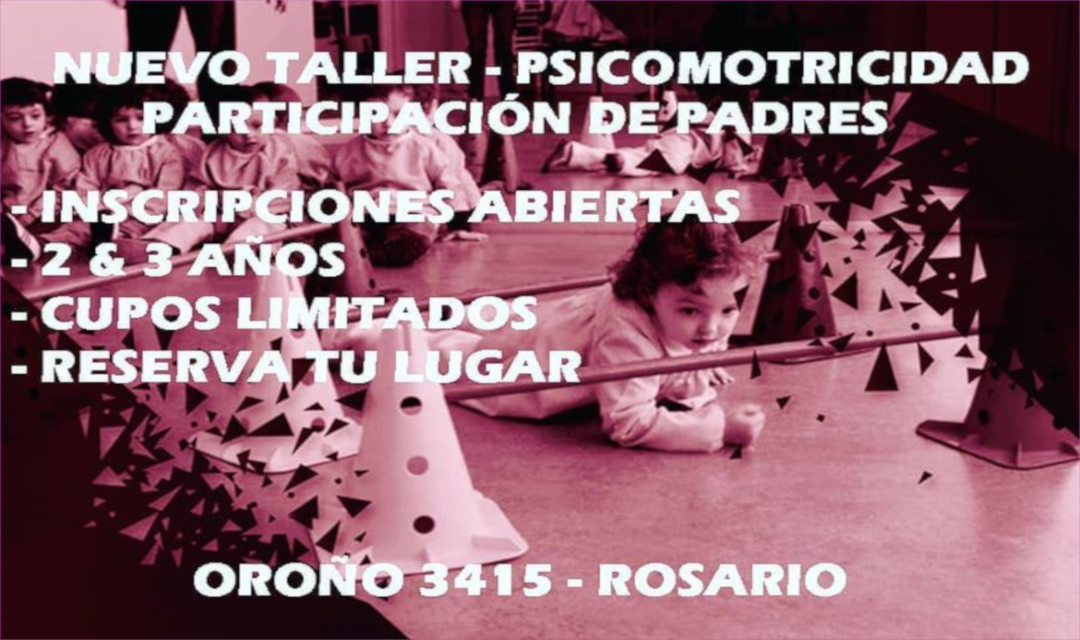 NUEVO TALLER - PSICOMOTRICIDAD
PARTICIPACIÓN DE PADRES
- INSCRIPCIONES ABIERTAS
- 2 & 3 AÑOS
- CUPOS LIMITADOS
- RESERVA TU LUGAR
OROÑO 3415 - ROSARIO